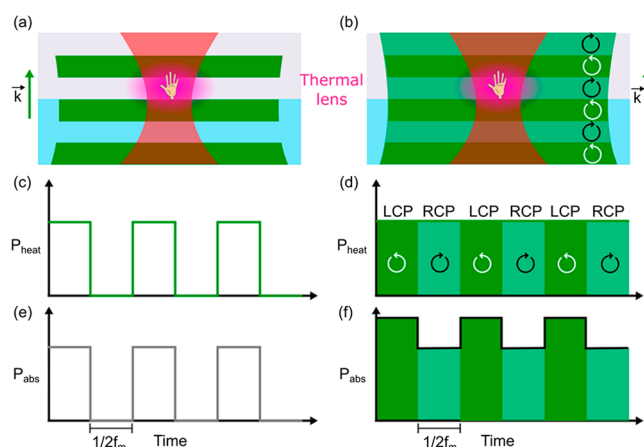 (a)
(b)
k
Thermal
lens
k
(c)
(d)
P_heat
P_heat
LCP RCP LCP RCP LCP RCP
(e)
(f)
P_abs
P_abs
1/2f_m Time
1/2f_m Time